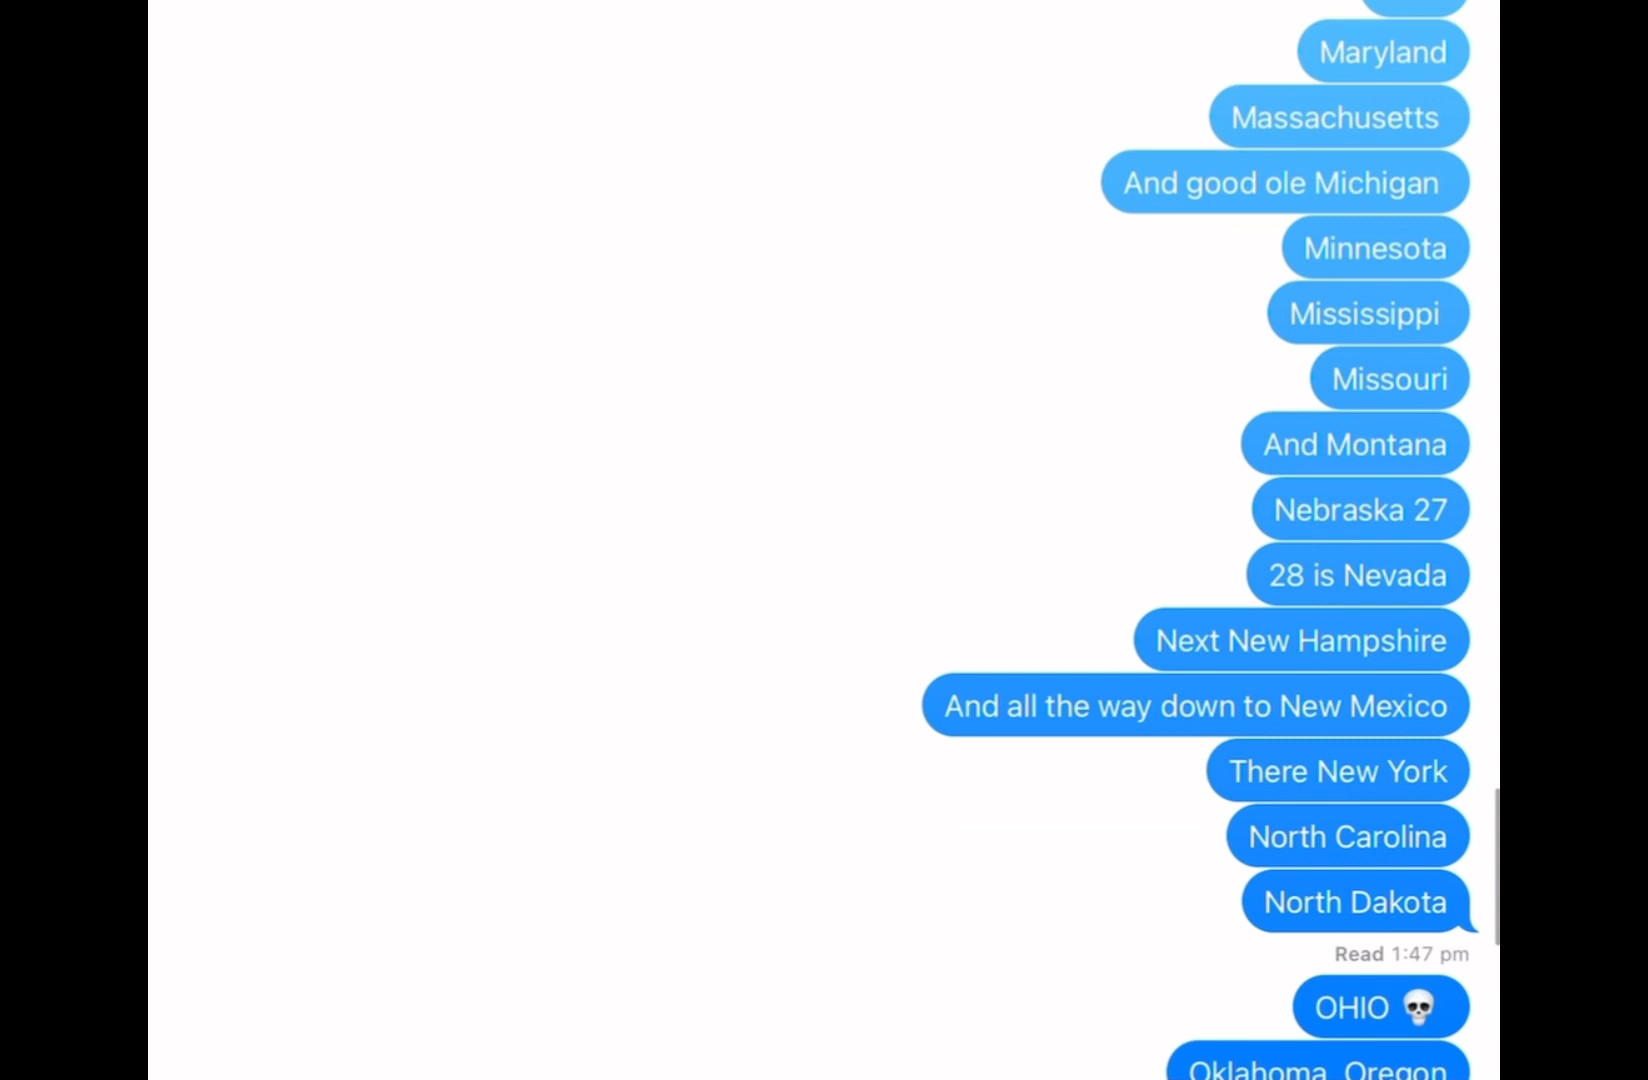 Maryland
Massachusetts
And good ole Michigan
Minnesota
Mississippi
Missouri
And Montana
Nebraska 27
28 is Nevada
Next New Hampshire
And all the way down to New Mexico
There New York
North Carolina
North Dakota
Read 1:47 pm
OHIO 💀
Oklahoma, Oregon